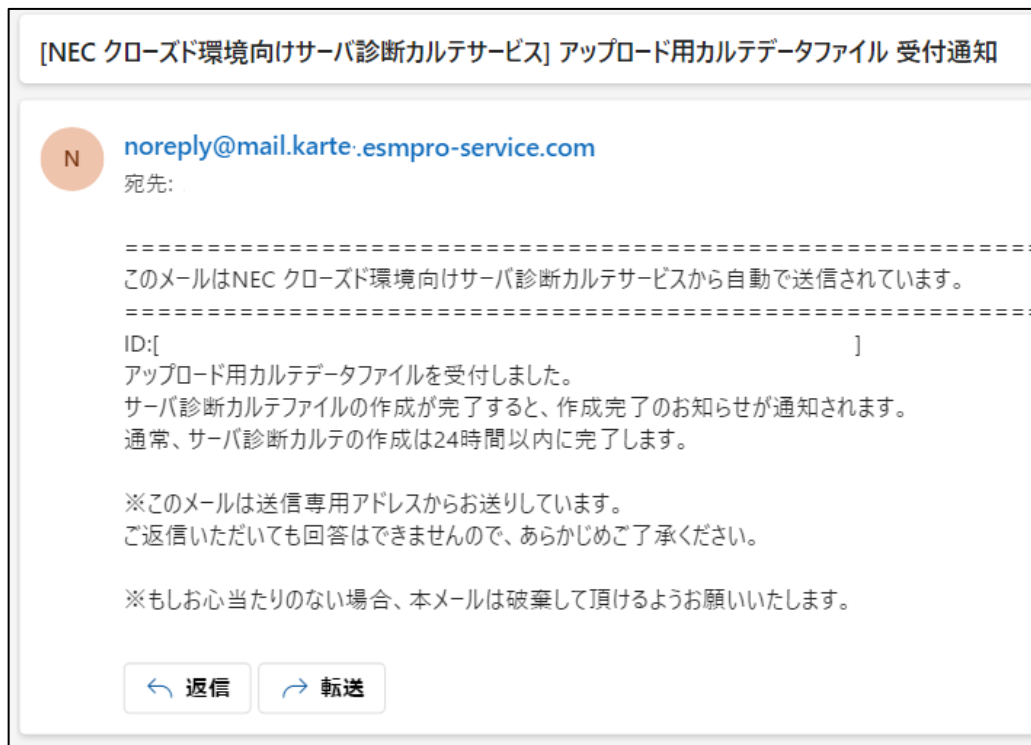 [NEC クローズド環境向けサーバ診断カルテサービス] アップロード用カルテデータファイル 受付通知
N
noreply@mail.karte.esmpro-service.com
宛先:
=========================================================
このメールはNEC クローズド環境向けサーバ診断カルテサービスから自動で送信されています。
=========================================================
ID:[ ]
アップロード用カルテデータファイルを受付しました。
サーバ診断カルテファイルの作成が完了すると、作成完了のお知らせが通知されます。
通常、サーバ診断カルテの作成は24時間以内に完了します。
※このメールは送信専用アドレスからお送りしています。
ご返信いただいても回答はできませんので、あらかじめご了承ください。
※もしお心当たりのない場合、本メールは破棄して頂けるようお願いいたします。
返信 転送